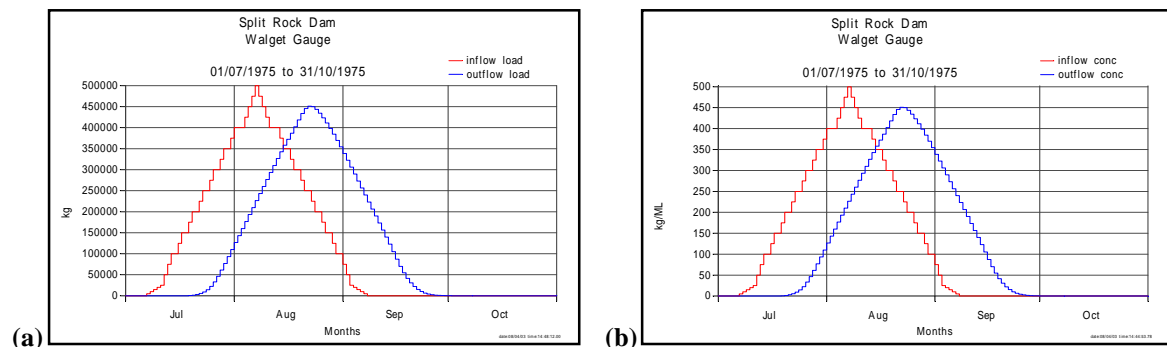 Split Rock Dam
Walget Gauge
01/07/1975 to 31/10/1975
inflow load
outflow load
500000
450000
400000
350000
300000
250000
200000
150000
100000
50000
0
kg
Jul Aug Sep Oct
Months
(a)
Split Rock Dam
Walget Gauge
01/07/1975 to 31/10/1975
inflow conc
outflow conc
500
450
400
350
300
250
200
150
100
50
0
kg/ML
Jul Aug Sep Oct
Months
(b)